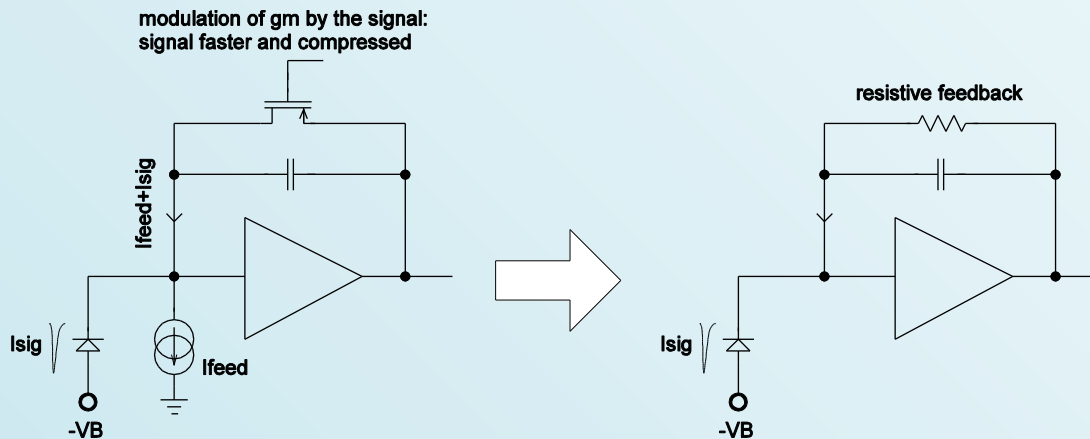 modulation of gm by the signal:
signal faster and compressed
Ifeed+Isig
Isig
Ifeed
-VB
resistive feedback
Isig
-VB